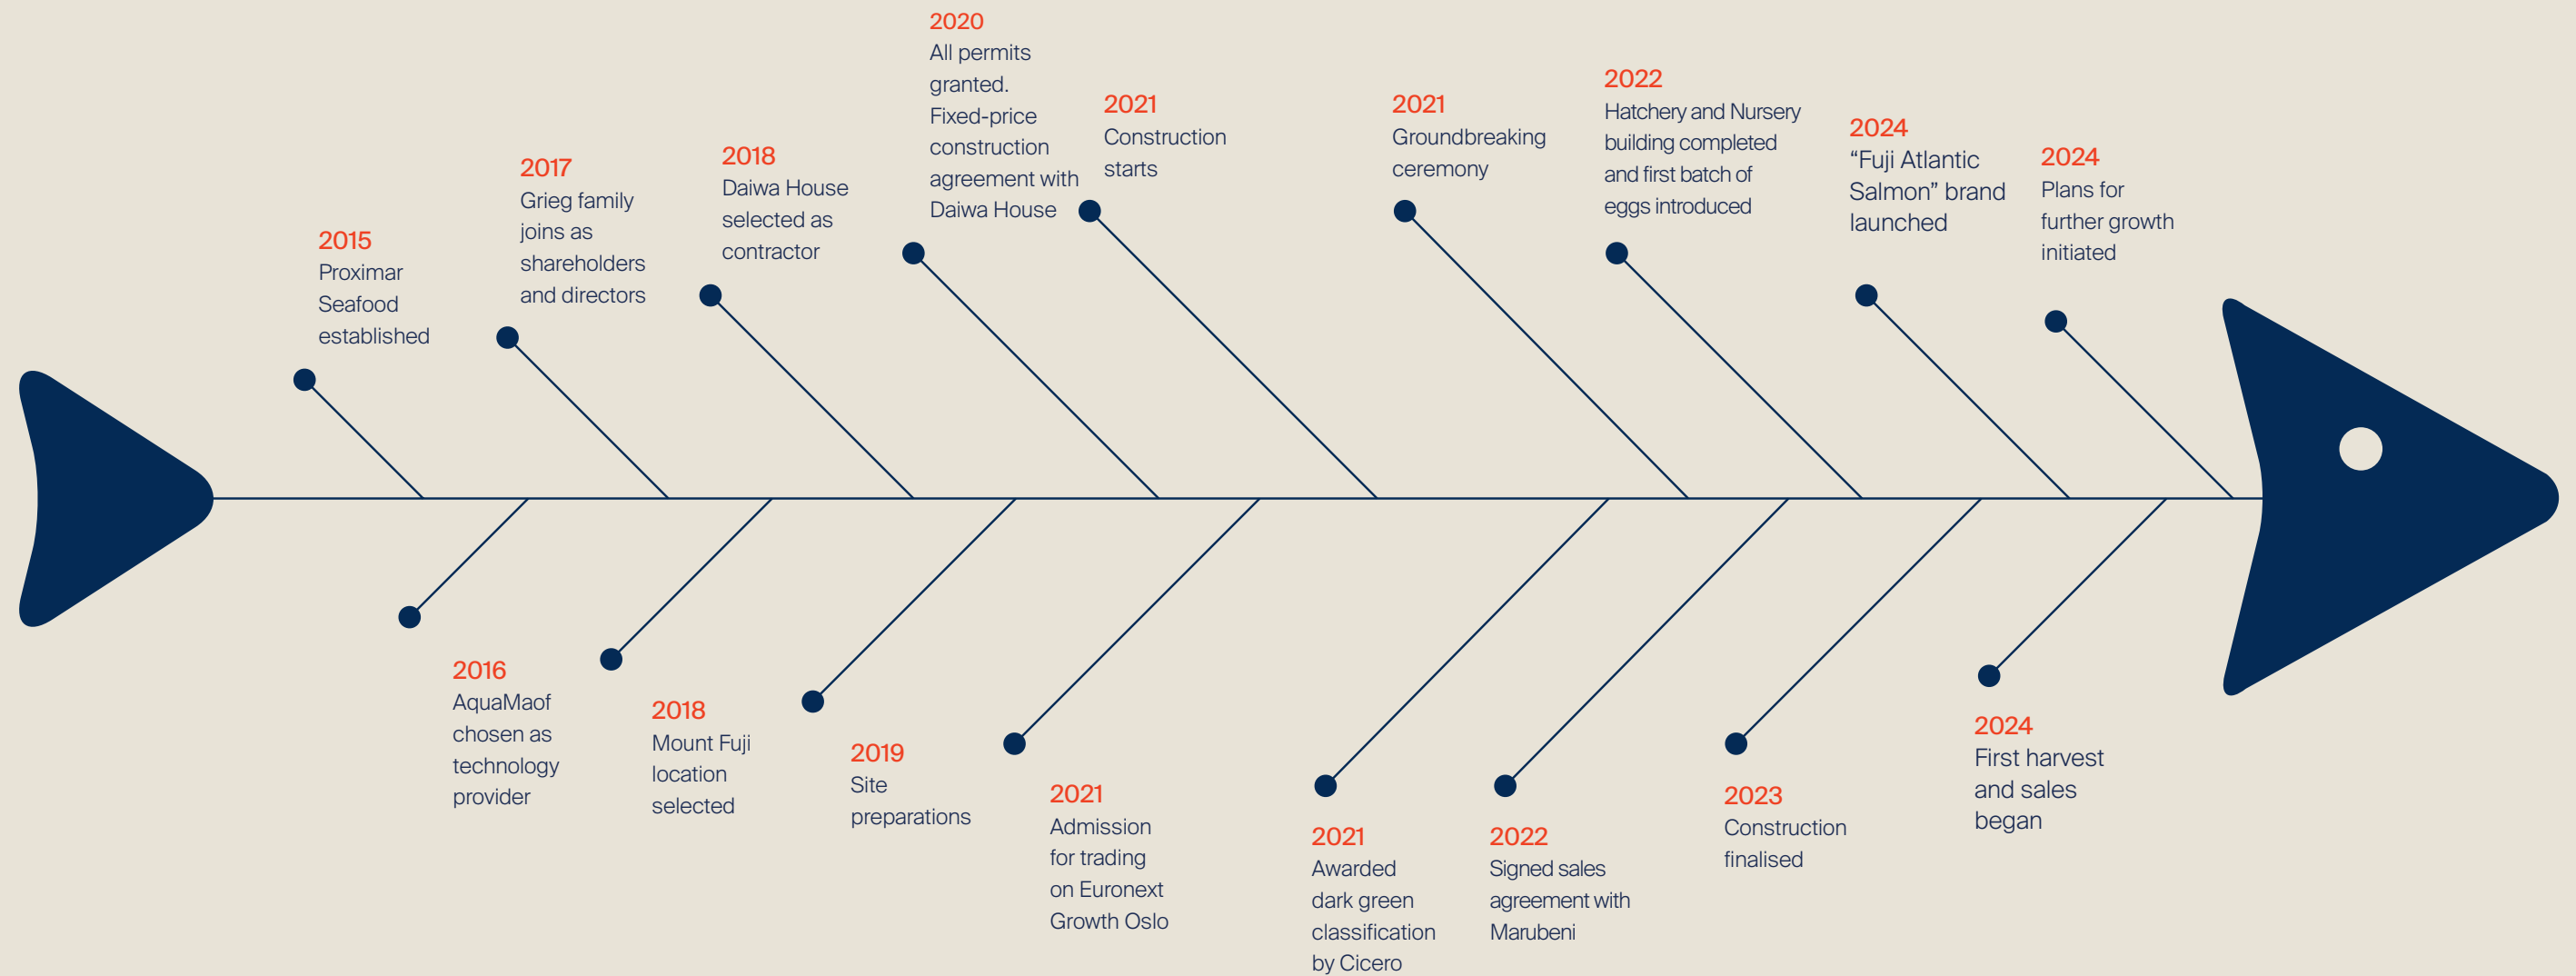 2015
Proximar
Seafood
established
2017
Grieg family
joins as
shareholders
and directors
2018
Daiwa House
selected as
contractor
2020
All permits
granted.
Fixed-price
construction
agreement with
Daiwa House
2021
Construction
starts
2021
Groundbreaking
ceremony
2022
Hatchery and Nursery
building completed
and first batch of
eggs introduced
2024
“Fuji Atlantic
Salmon” brand
launched
2024
Plans for
further growth
initiated
2016
AquaMaof
chosen as
technology
provider
2018
Mount Fuji
location
selected
2019
Site
preparations
2021
Admission
for trading
on Euronext
Growth Oslo
2021
Awarded
dark green
classification
by Cicero
2022
Signed sales
agreement with
Marubeni
2023
Construction
finalised
2024
First harvest
and sales
began